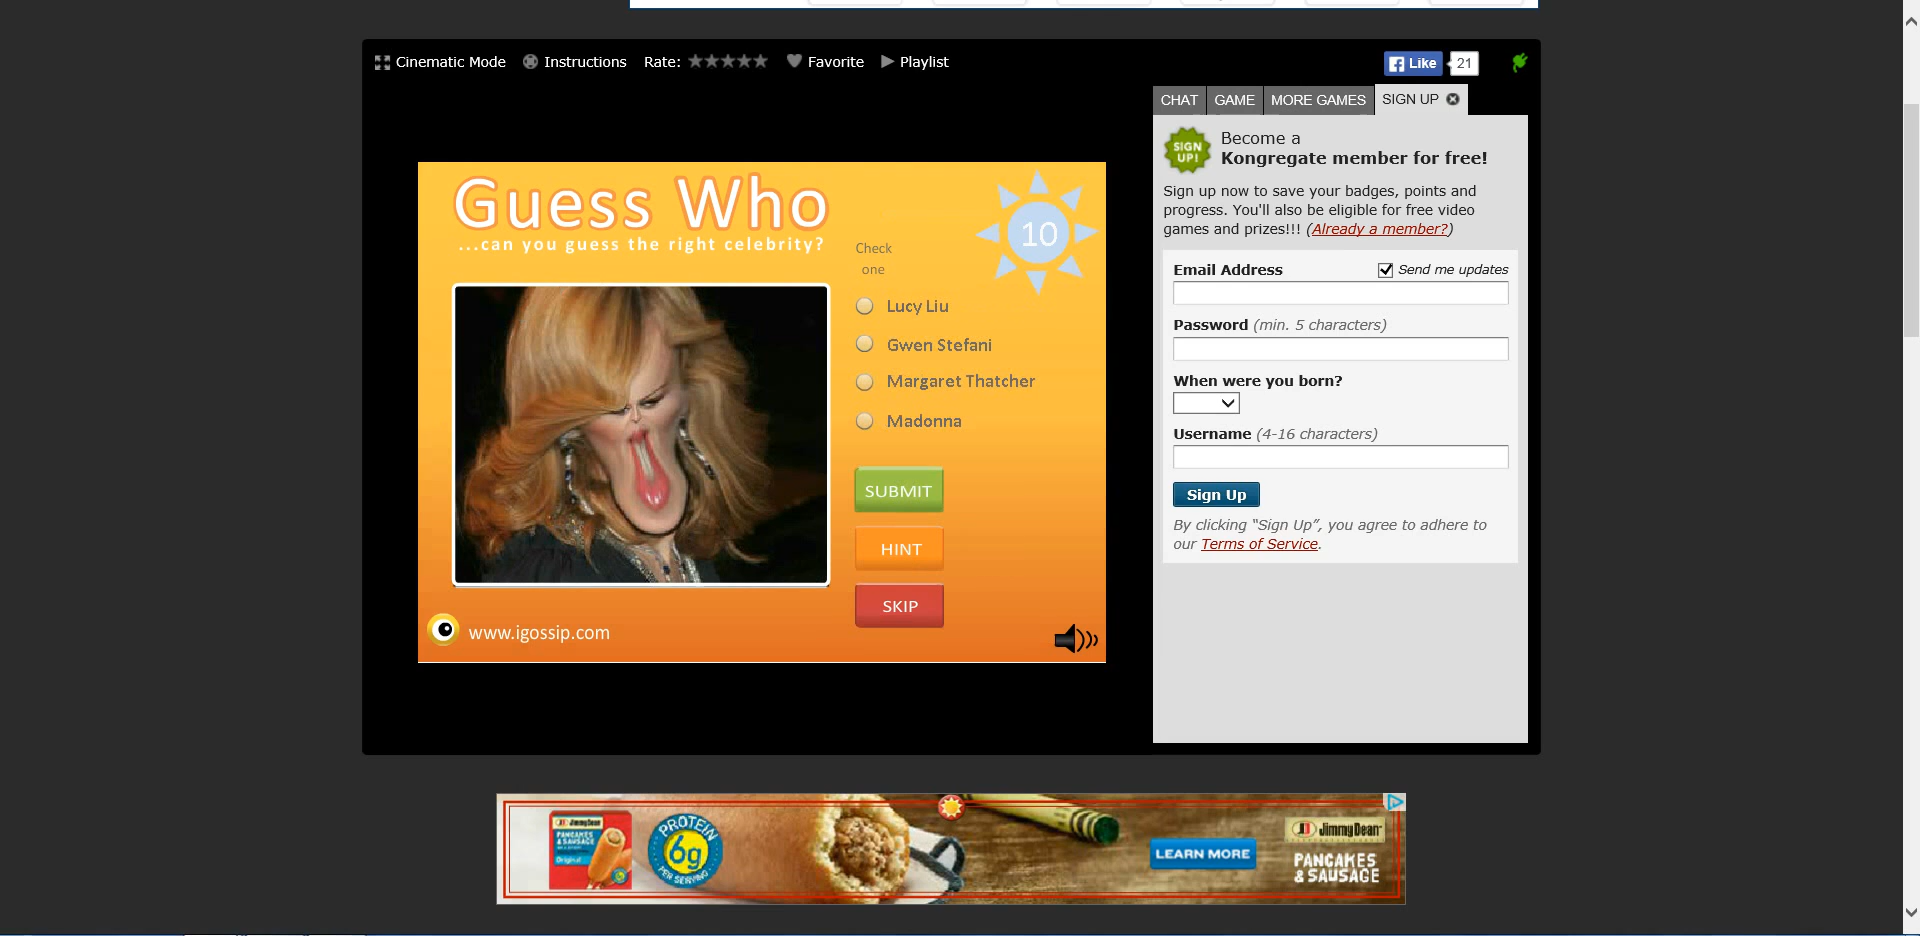 Cinematic Mode Instructions Rate: Favorite Playlist
Like 21
CHAT GAME MORE GAMES SIGN UP
Guess Who
...can you guess the right celebrity?
10
Check
one
Lucy Liu
Gwen Stefani
Margaret Thatcher
Madonna
SUBMIT
HINT
SKIP
www.igossip.com
SIGN
UP!
Become a
Kongregate member for free!
Sign up now to save your badges, points and
progress. You'll also be eligible for free video
games and prizes!!! (Already a member?)
Email Address Send me updates
Password (min. 5 characters)
When were you born?
Username (4-16 characters)
Sign Up
By clicking “Sign Up”, you agree to adhere to
our Terms of Service.
JimmyDean
PANCAKES
& SAUSAGE
Original
PROTEIN
6g
PER SERVING
LEARN MORE
JimmyDean
PANCAKES
& SAUSAGE